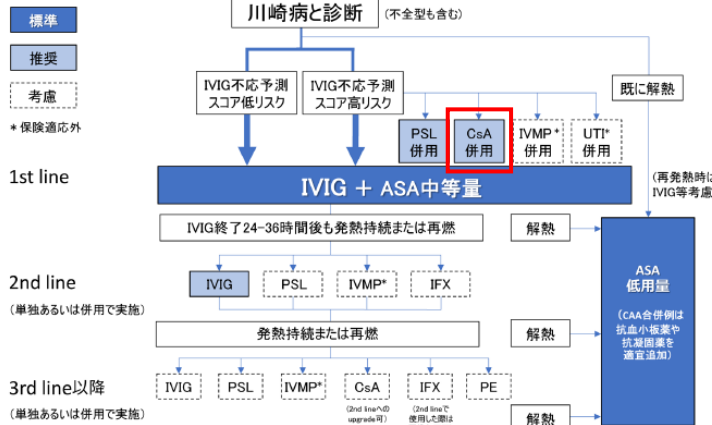 標準
推奨
考慮
*保険適応外
川崎病と診断 (不全型も含む)
IVIG不応予測
スコア低リスク
IVIG不応予測
スコア高リスク
既に解熱
PSL
併用
CsA
併用
IVMP*
併用
UTI*
併用
1st line
IVIG + ASA中等量
(再発熱時は
IVIG等考慮
IVIG終了24-36時間後も発熱持続または再燃
解熱
2nd line
(単独あるいは併用で実施)
IVIG
PSL
IVMP*
IFX
ASA
低用量
(CAA合併例は
抗血小板薬や
抗凝固薬を
適宜追加)
発熱持続または再燃
解熱
3rd line以降
(単独あるいは併用で実施)
IVIG
PSL
IVMP*
CsA
IFX
PE
(2nd lineへの
upgrade可)
(2nd lineで
使用した際は
解熱